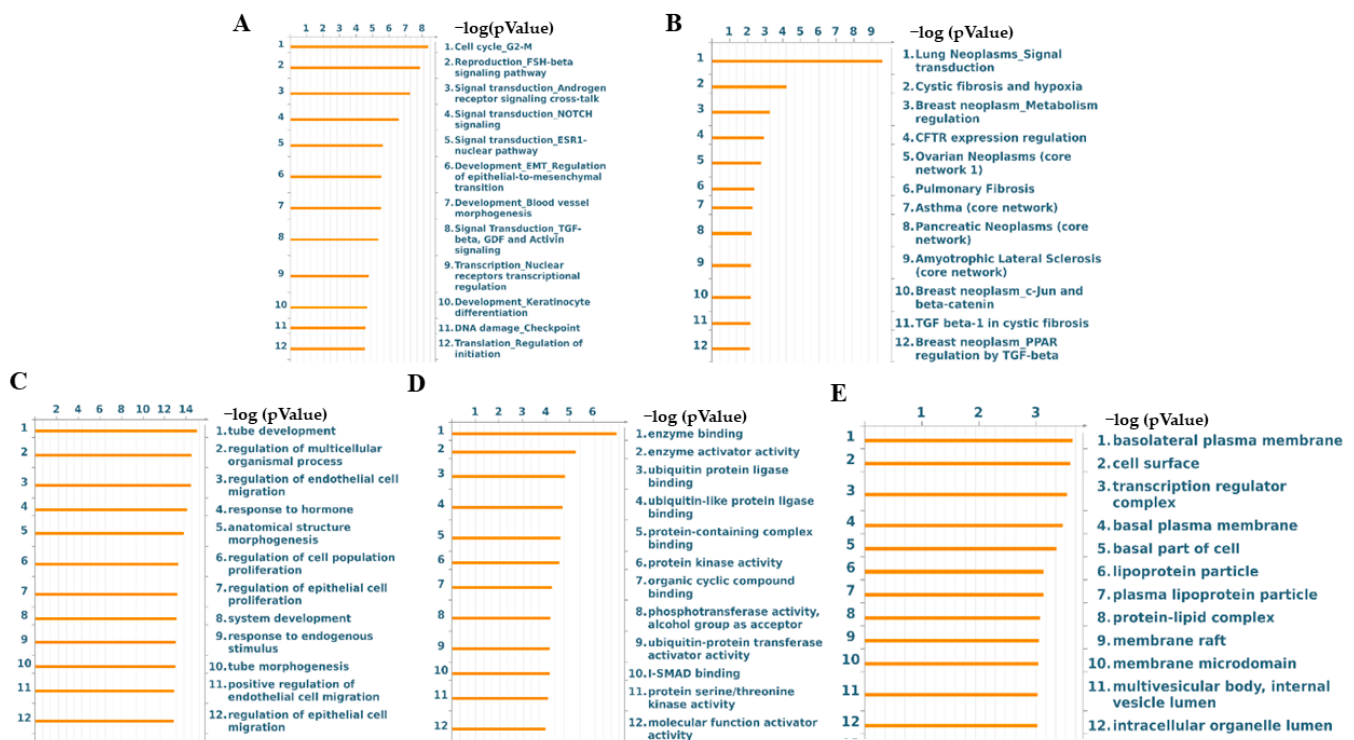 A
1 2 3 4 5 6 7 8
−log(pValue)
1
2
3
4
5
6
7
8
9
10
11
12
1. Cell cycle_G2-M
2. Reproduction_FSH-beta
signaling pathway
3. Signal transduction_Androgen
receptor signaling cross-talk
4. Signal transduction_NOTCH
signaling
5. Signal transduction_ESR1-
nuclear pathway
6. Development_EMT_Regulation
of epithelial-to-mesenchymal
transition
7. Development_Blood vessel
morphogenesis
8. Signal Transduction_TGF-
beta, GDF and Activin
signaling
9. Transcription_Nuclear
receptors transcriptional
regulation
10. Development_Keratinocyte
differentiation
11. DNA damage_Checkpoint
12. Translation_Regulation of
initiation
B
1 2 3 4 5 6 7 8 9
−log (pValue)
1
2
3
4
5
6
7
8
9
10
11
12
1. Lung Neoplasms_Signal
transduction
2. Cystic fibrosis and hypoxia
3. Breast neoplasm_Metabolism
regulation
4. CFTR expression regulation
5. Ovarian Neoplasms (core
network 1)
6. Pulmonary Fibrosis
7. Asthma (core network)
8. Pancreatic Neoplasms (core
network)
9. Amyotrophic Lateral Sclerosis
(core network)
10. Breast neoplasm_c-Jun and
beta-catenin
11. TGF beta-1 in cystic fibrosis
12. Breast neoplasm_PPAR
regulation by TGF-beta
C
2 4 6 8 10 12 14
−log (pValue)
1
2
3
4
5
6
7
8
9
10
11
12
1. tube development
2. regulation of multicellular
organismal process
3. regulation of endothelial cell
migration
4. response to hormone
5. anatomical structure
morphogenesis
6. regulation of cell population
proliferation
7. regulation of epithelial cell
proliferation
8. system development
9. response to endogenous
stimulus
10. tube morphogenesis
11. positive regulation of
endothelial cell migration
12. regulation of epithelial cell
migration
D
1 2 3 4 5 6
−log (pValue)
1
2
3
4
5
6
7
8
9
10
11
12
1. enzyme binding
2. enzyme activator activity
3. ubiquitin protein ligase
binding
4. ubiquitin-like protein ligase
binding
5. protein-containing complex
binding
6. protein kinase activity
7. organic cyclic compound
binding
8. phosphotransferase activity,
alcohol group as acceptor
9. ubiquitin-protein transferase
activator activity
10. I-SMAD binding
11. protein serine/threonine
kinase activity
12. molecular function activator
activity
E
1 2 3
−log (pValue)
1
2
3
4
5
6
7
8
9
10
11
12
1. basolateral plasma membrane
2. cell surface
3. transcription regulator
complex
4. basal plasma membrane
5. basal part of cell
6. lipoprotein particle
7. plasma lipoprotein particle
8. protein-lipid complex
9. membrane raft
10. membrane microdomain
11. multivesicular body, internal
vesicle lumen
12. intracellular organelle lumen